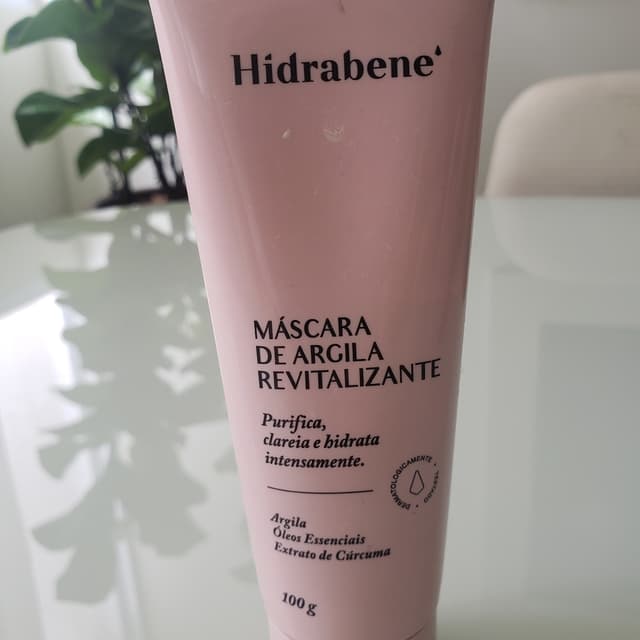 Hidrabene
MÁSCARA
DE ARGILA
REVITALIZANTE
Purifica,
clareia e hidrata
intensamente.
DERMATOLOGICAMENTE • TESTADO •
Argila
Óleos Essenciais
Extrato de Cúrcuma
100 g